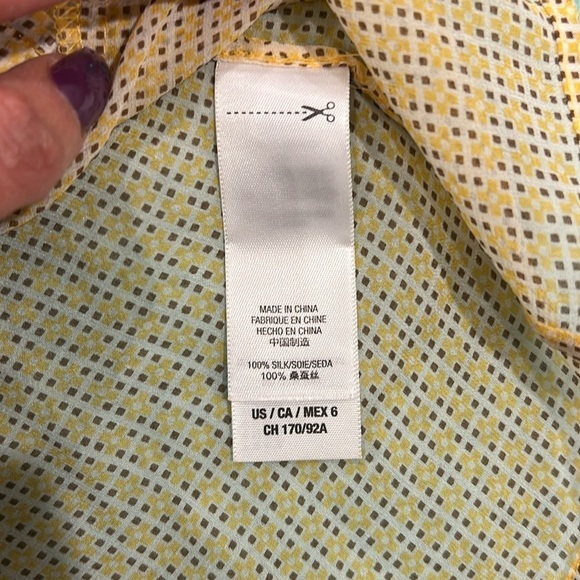 MADE IN CHINA
FABRIQUE EN CHINE
HECHO EN CHINA
中国制造
100% SILK/SOIE/SEDA
100% 桑蚕丝
US / CA / MEX 6
CH 170/92A